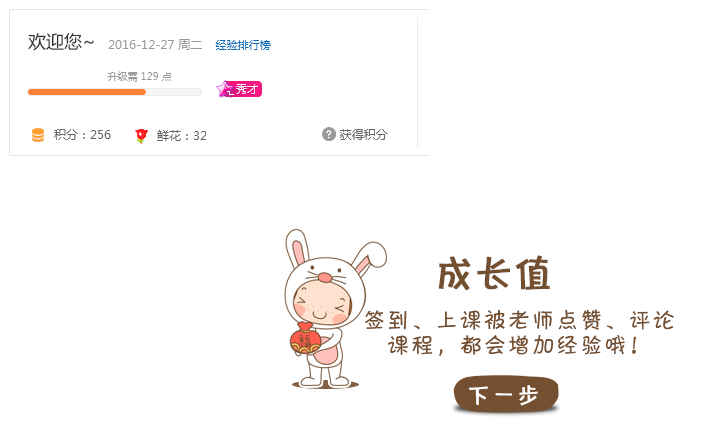 欢迎您~ 2016-12-27 周二 经验排行榜
升级需 129 点
秀才
积分：256 鲜花：32 获得积分
成长值
签到、上课被老师点赞、评论
课程，都会增加经验哦！
福
下一步